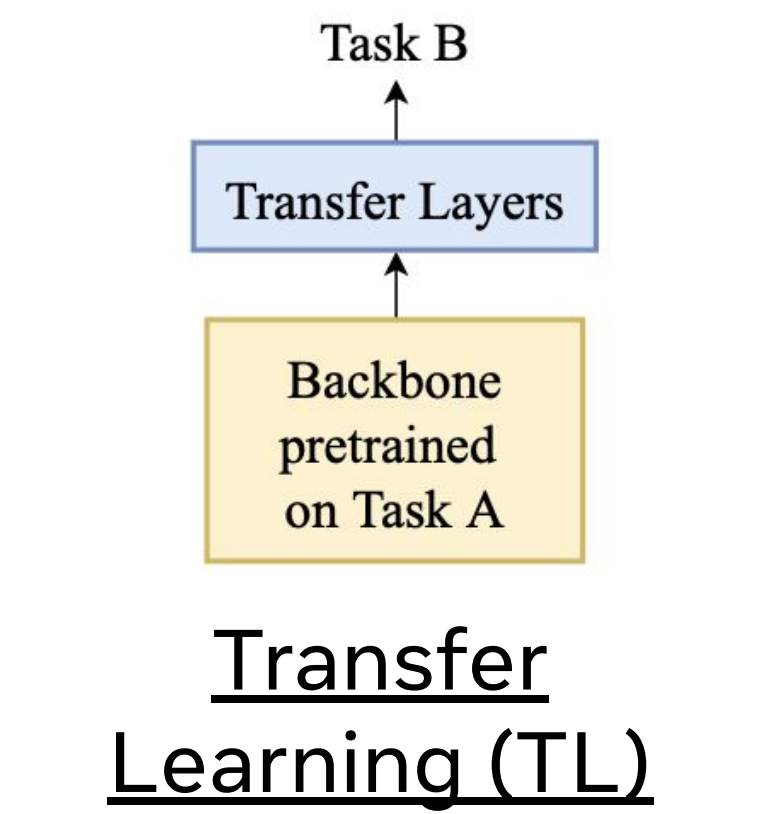 Task B
Transfer Layers
Backbone
pretrained
on Task A
Transfer
Learning (TL)